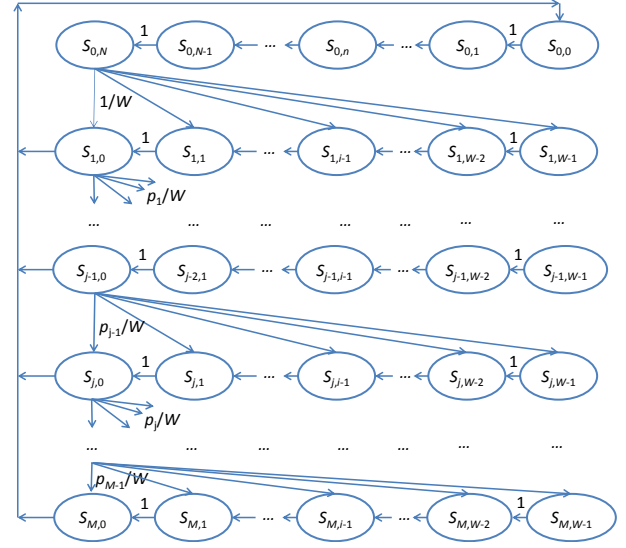 1 1
S0,N S0,N-1 ... S0,n ... S0,1 S0,0
1/W
1 1
S1,0 S1,1 ... S1,i-1 ... S1,W-2 S1,W-1
p1/W
... ... ... ... ... ... ...
1 1
Sj-1,0 Sj-2,1 ... Sj-1,i-1 ... Sj-1,W-2 Sj-1,W-1
pj-1/W
1 1
Sj,0 Sj,1 ... Sj,i-1 ... Sj,W-2 Sj,W-1
pj/W
... ... ... ... ... ... ...
pM-1/W
1 1
SM,0 SM,1 ... SM,i-1 ... SM,W-2 SM,W-1